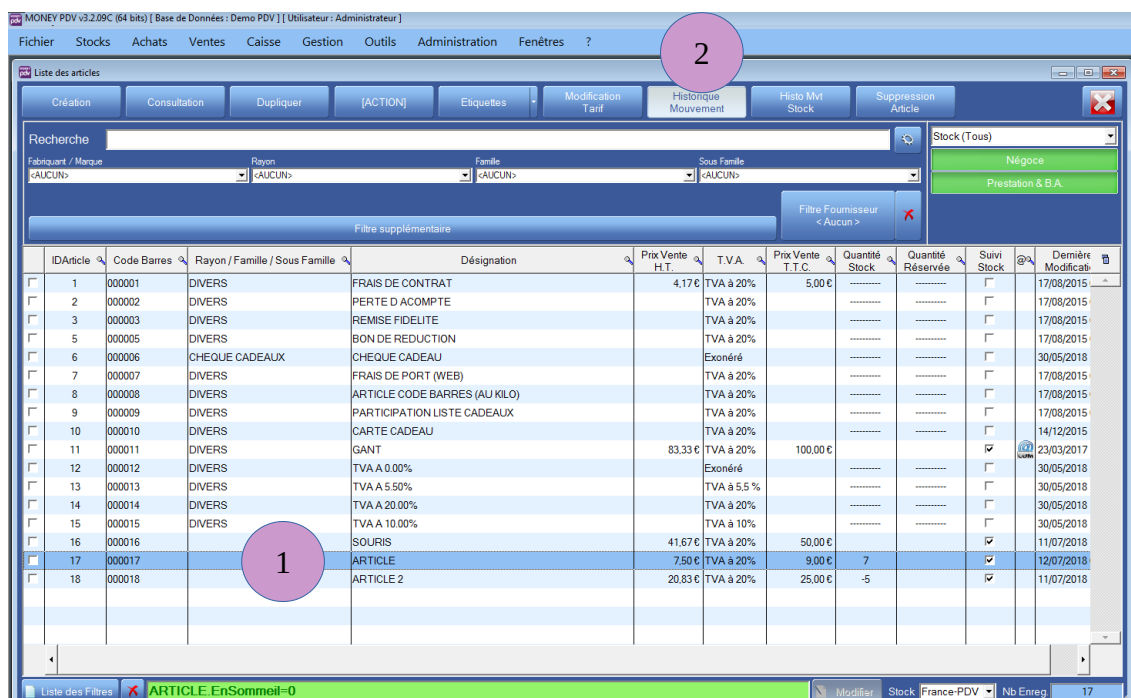 MONEY PDV v3.2.09C (64 bits) [ Base de Données : Demo PDV ] [ Utilisateur : Administrateur ]
Fichier Stocks Achats Ventes Caisse Gestion Outils Administration Fenêtres ?
2
Liste des articles
Création Consultation Dupliquer [ACTION] Etiquettes Modification Tarif Historique Mouvement Histo Mvt Stock Suppression Article
Recherche Stock (Tous)
Fabriquant / Marque Rayon Famille Sous Famille Négoce
<AUCUN> <AUCUN> <AUCUN> <AUCUN>
Prestation & B.A.
Filtre Fournisseur
< Aucun >
Filtre supplémentaire
IDArticle Code Barres Rayon / Famille / Sous Famille Désignation Prix Vente H.T. T.V.A. Prix Vente T.T.C. Quantité Stock Quantité Réservée Suivi Stock @ Dernière Modificati
1 000001 DIVERS FRAIS DE CONTRAT 4,17 € TVA à 20% 5,00 € ---------- ---------- 17/08/2015
2 000002 DIVERS PERTE D ACOMPTE TVA à 20% ---------- ---------- 17/08/2015
3 000003 DIVERS REMISE FIDELITE TVA à 20% ---------- ---------- 17/08/2015
5 000005 DIVERS BON DE REDUCTION TVA à 20% ---------- ---------- 17/08/2015
6 000006 CHEQUE CADEAUX CHEQUE CADEAU Exonéré ---------- ---------- 30/05/2018
7 000007 DIVERS FRAIS DE PORT (WEB) TVA à 20% ---------- ---------- 17/08/2015
8 000008 DIVERS ARTICLE CODE BARRES (AU KILO) TVA à 20% ---------- ---------- 17/08/2015
9 000009 DIVERS PARTICIPATION LISTE CADEAUX TVA à 20% ---------- ---------- 17/08/2015
10 000010 DIVERS CARTE CADEAU TVA à 20% ---------- ---------- 14/12/2015
11 000011 DIVERS GANT 83,33 € TVA à 20% 100,00 € 23/03/2017
12 000012 DIVERS TVA A 0.00% Exonéré ---------- ---------- 30/05/2018
13 000013 DIVERS TVA A 5.50% TVA à 5,5 % ---------- ---------- 30/05/2018
14 000014 DIVERS TVA A 20.00% TVA à 20% ---------- ---------- 30/05/2018
15 000015 DIVERS TVA A 10.00% TVA à 10% ---------- ---------- 30/05/2018
16 000016 SOURIS 41,67 € TVA à 20% 50,00 € 11/07/2018
17 000017 1 ARTICLE 7,50 € TVA à 20% 9,00 € 7 12/07/2018
18 000018 ARTICLE 2 20,83 € TVA à 20% 25,00 € -5 11/07/2018
Liste des Filtres ARTICLE.EnSommeil=0 Modifier Stock France-PDV Nb Enreg. 17